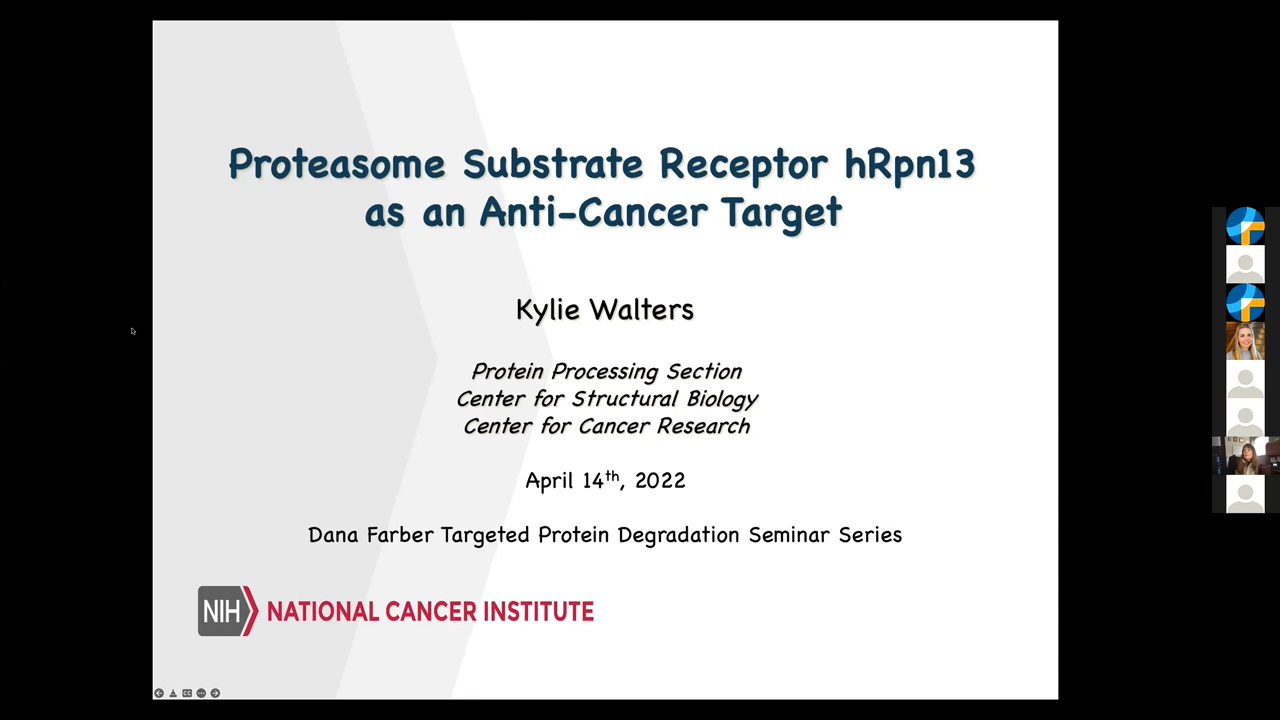 Proteasome Substrate Receptor hRpn13
as an Anti-Cancer Target
Kylie Walters
Protein Processing Section
Center for Structural Biology
Center for Cancer Research
April 14th, 2022
Dana Farber Targeted Protein Degradation Seminar Series
NIH NATIONAL CANCER INSTITUTE